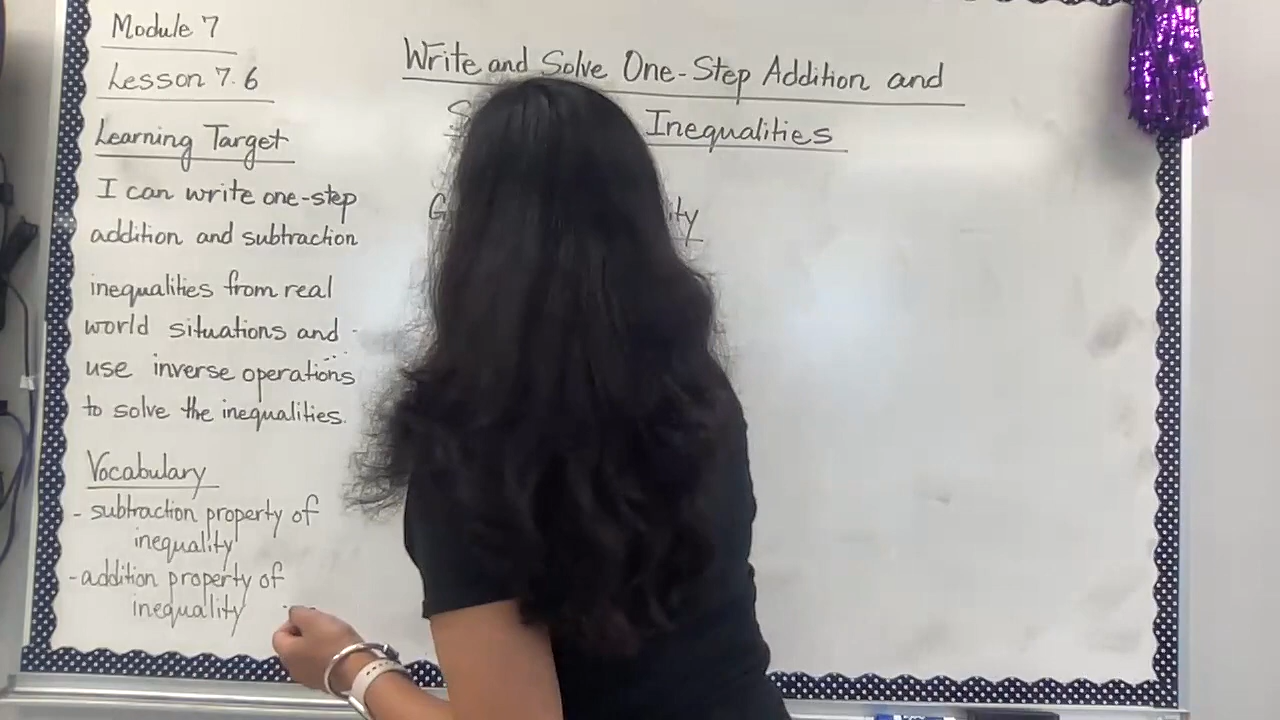 Module 7
Lesson 7.6
Learning Target
I can write one-step
addition and subtraction
inequalities from real
world situations and
use inverse operations
to solve the inequalities.
Vocabulary
- subtraction property of
inequality
- addition property of
inequality
Write and Solve One-Step Addition and
Inequalities